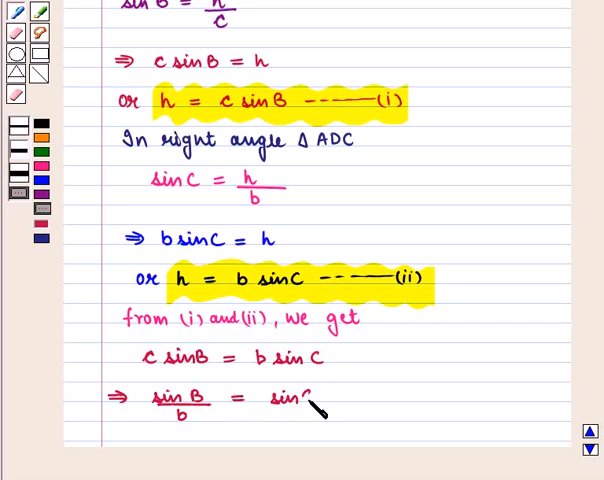 sin B = h/c
⇒ c sin B = h
or h = c sin B ------(i)
In right angle Δ ADC
sin C = h/b
⇒ b sin C = h
or h = b sin C ------(ii)
from (i) and (ii), we get
c sin B = b sin C
⇒ sin B/b = sin